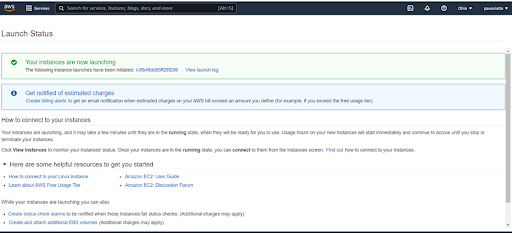 aws Services Search for services, features, blogs, docs, and more [Alt+S] Ohio
Launch Status
Your instances are now launching
The following instance launches have been initiated: View launch log
Get notified of estimated charges
Create billing alerts to get an email notification when estimated charges on your AWS bill exceed an amount you define (for example, if you exceed the free usage tier).
How to connect to your instances
Your instances are launching, and it may take a few minutes until they are in the running state, when they will be ready for you to use. Usage hours on your new instances will start immediately and continue to accrue until you stop or
terminate your instances.
Click View Instances to monitor your instances' status. Once your instances are in the running state, you can connect to them from the Instances screen. Find out how to connect to your instances.
Here are some helpful resources to get you started
• How to connect to your Linux instance • Amazon EC2: User Guide
• Learn about AWS Free Usage Tier • Amazon EC2: Discussion Forum
While your instances are launching you can also
• Create status check alarms to be notified when these instances fail status checks. (Additional charges may apply)
• Create and attach additional EBS volumes (Additional charges may apply)